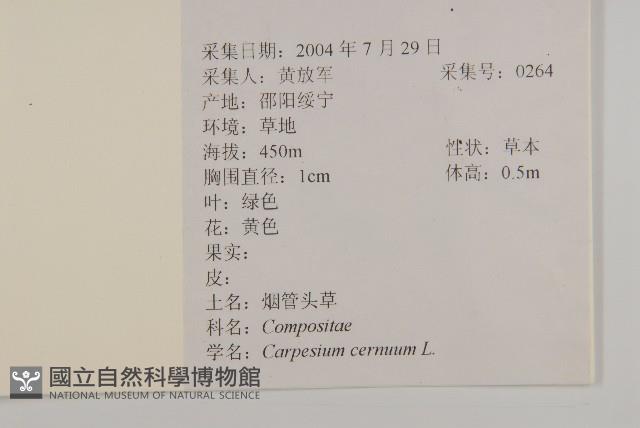 采集日期：2004 年 7 月 29 日
采集人：黄放军 采集号：0264
产地：邵阳绥宁
环境：草地
海拔：450m 性状：草本
胸围直径：1cm 体高：0.5m
叶：绿色
花：黄色
果实：
皮：
土名：烟管头草
科名：Compositae
学名：Carpesium cernuum L.
國立自然科學博物館
NATIONAL MUSEUM OF NATURAL SCIENCE